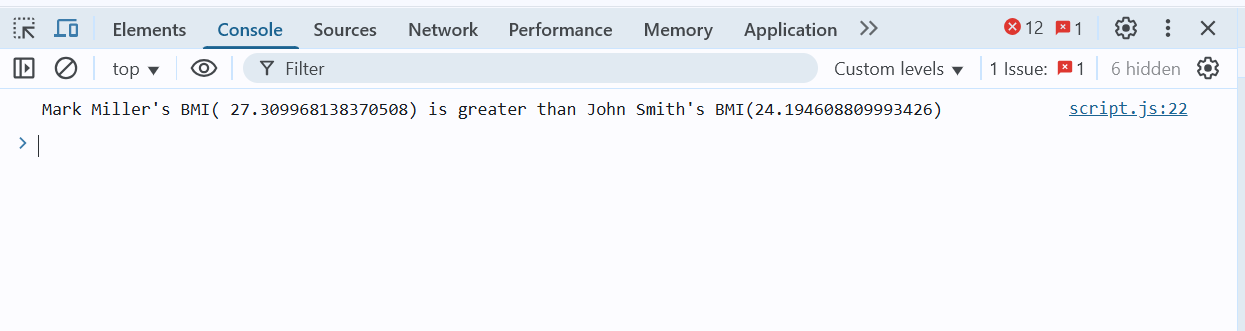 Elements Console Sources Network Performance Memory Application 12 1
top Filter Custom levels 1 Issue: 1 6 hidden
Mark Miller's BMI( 27.309968138370508) is greater than John Smith's BMI(24.194608809993426) script.js:22